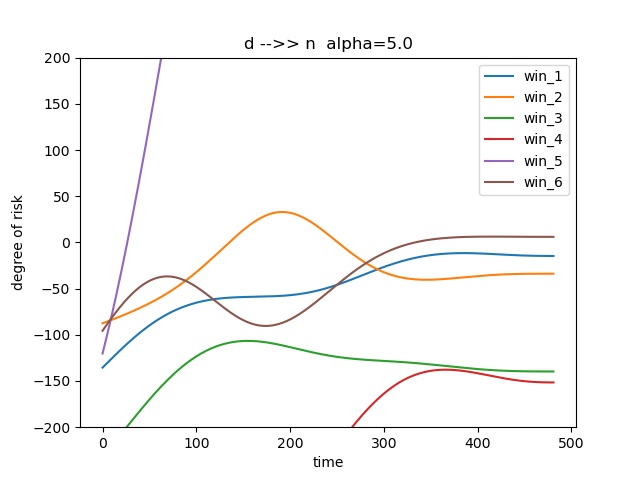 d -->> n  alpha=5.0
200
150
100
50
0
−50
−100
−150
−200
degree of risk
0
100
200
300
400
500
time
win_1
win_2
win_3
win_4
win_5
win_6